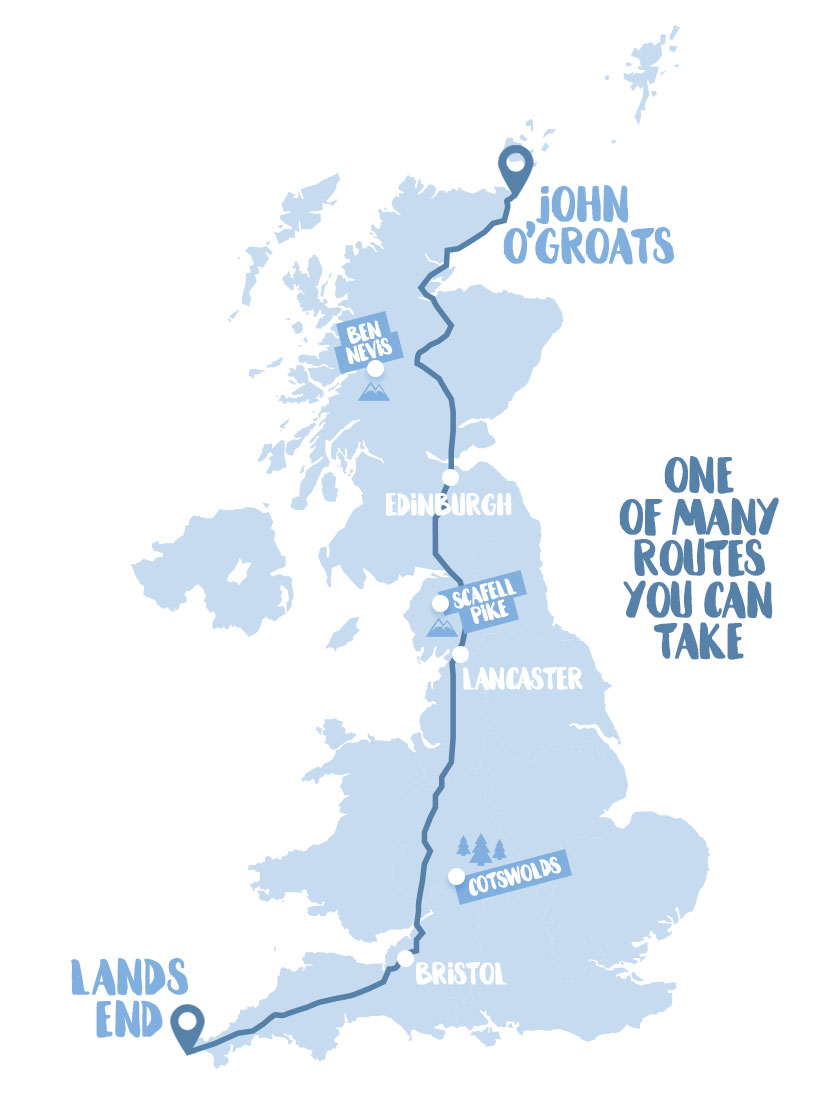 JOHN
O'GROATS
BEN
NEVIS
ONE
OF MANY
ROUTES
YOU CAN
TAKE
EDINBURGH
SCAFELL
PIKE
LANCASTER
COTSWOLDS
BRISTOL
LANDS
END